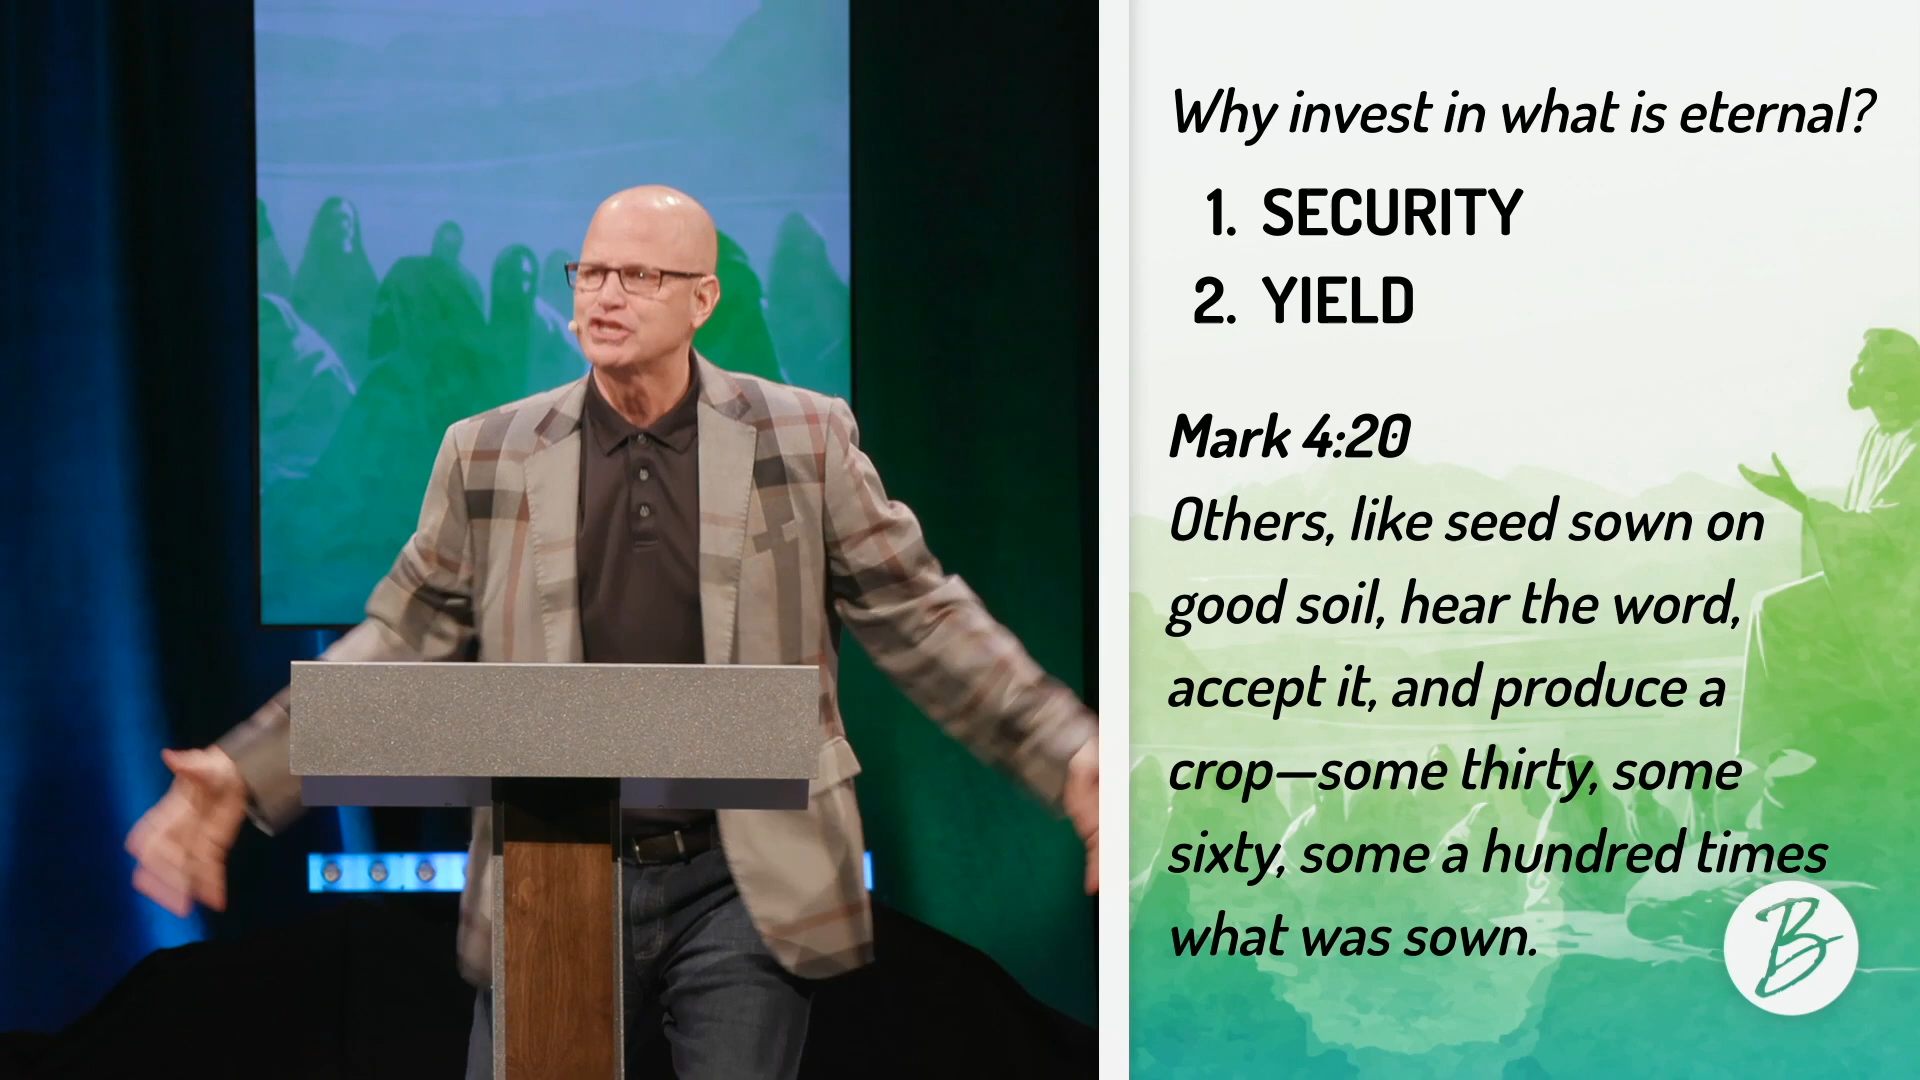 Why invest in what is eternal?
1. SECURITY
2. YIELD
Mark 4:20
Others, like seed sown on
good soil, hear the word,
accept it, and produce a
crop—some thirty, some
sixty, some a hundred times
what was sown.
B